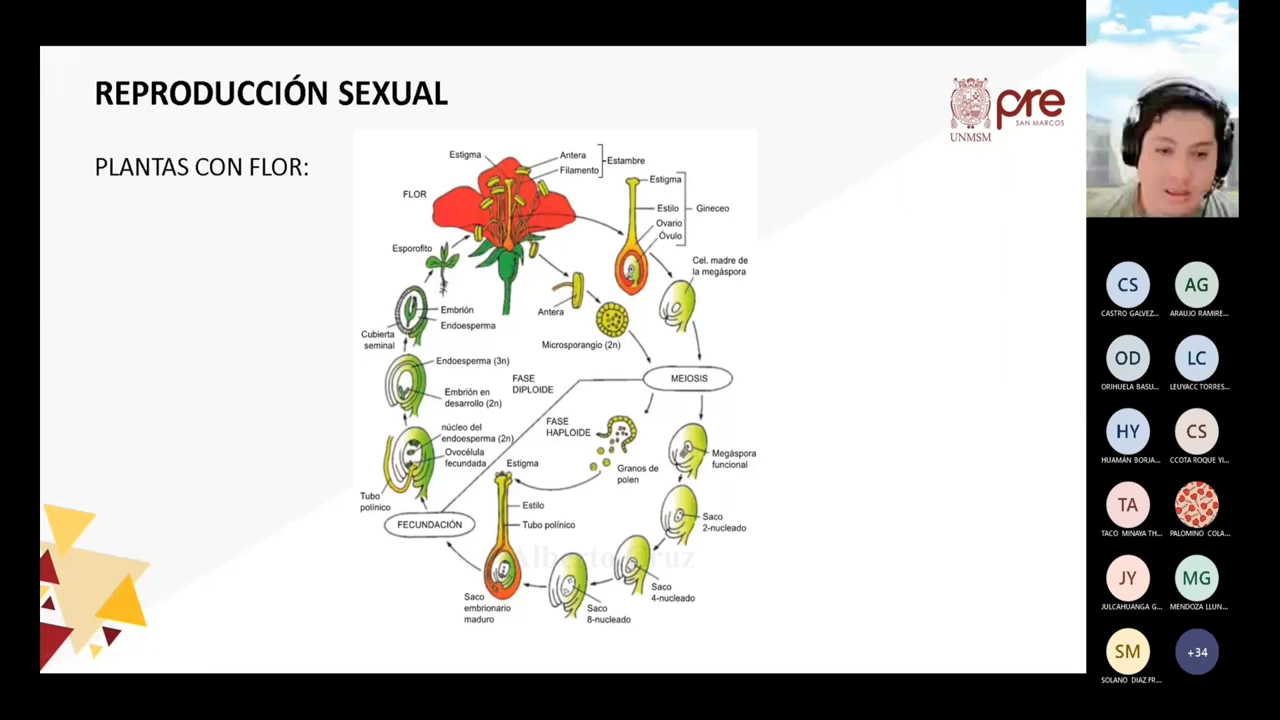 REPRODUCCIÓN SEXUAL
PLANTAS CON FLOR:
pre
SAN MARCOS
UNMSM
Estigma
Antera
Filamento
Estambre
FLOR
Estigma
Estilo
Gineceo
Ovario
Óvulo
Esporofito
Cel. madre de
la megáspora
Embrión
Endoesperma
Antera
Cubierta
seminal
Microsporangio (2n)
Endoesperma (3n)
FASE
DIPLOIDE
MEIOSIS
Embrión en
desarrollo (2n)
FASE
HAPLOIDE
núcleo del
endoesperma (2n)
Ovocélula
fecundada
Estigma
Granos de
polen
Megáspora
funcional
Tubo
polínico
Estilo
FECUNDACIÓN
Tubo polínico
Saco
2-nucleado
Alberto Cruz
Saco
4-nucleado
Saco
embrionario
maduro
Saco
8-nucleado
CS
AG
CASTRO GALVEZ...
ARAUJO RAMIRE...
OD
LC
ORIHUELA BASU...
LEUYACC TORRES...
HY
CS
HUAMÁN BORJA...
CCOTA ROQUE YI...
TA
TACO MINAYA TH...
PALOMINO COLA...
JY
MG
JULCAHUANGA G...
MENDOZA LLUN...
SM
+34
SOLANO DIAZ FR...